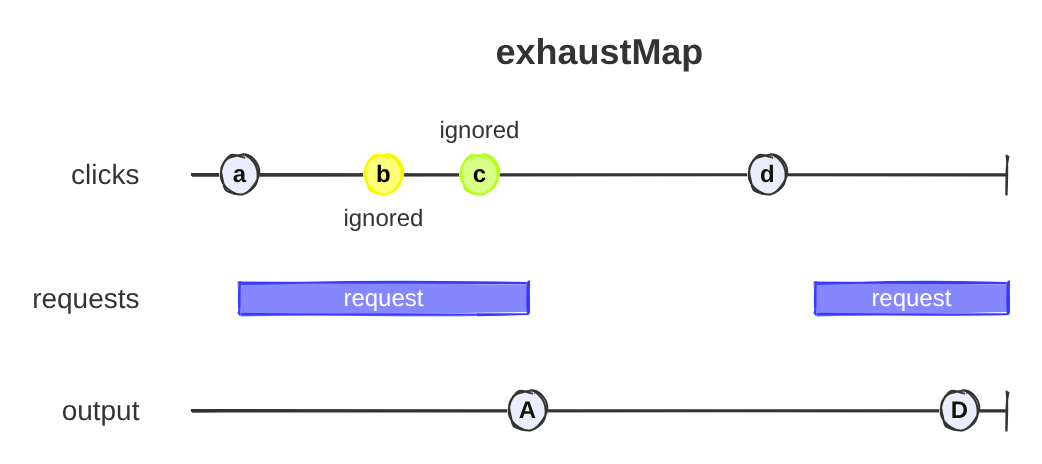 exhaustMap
ignored
clicks
a
b
c
d
ignored
requests
request
request
output
A
D